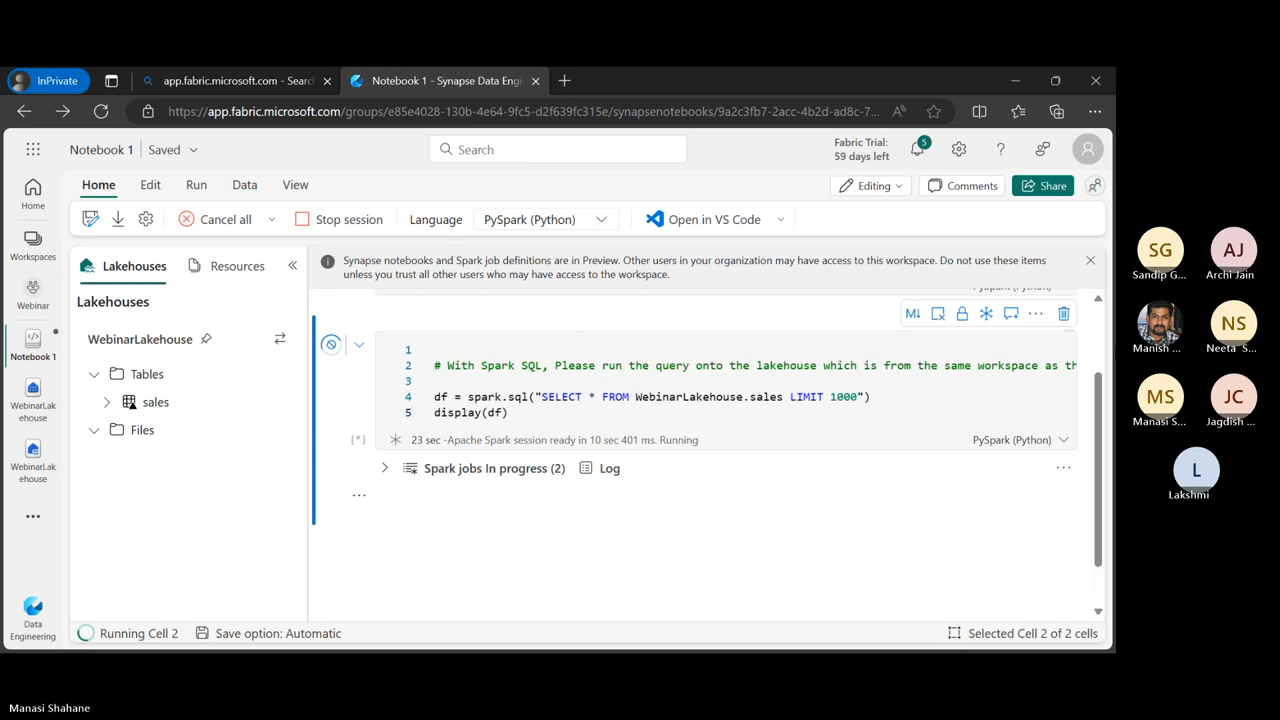 InPrivate
app.fabric.microsoft.com - Searc
Notebook 1 - Synapse Data Engi
https://app.fabric.microsoft.com/groups/e85e4028-130b-4e64-9fc5-d2f639fc315e/synapsenotebooks/9a2c3fb7-2acc-4b2d-ad8c-7...
Notebook 1
Saved
Search
Fabric Trial:
59 days left
5
Home
Edit
Run
Data
View
Editing
Comments
Share
Cancel all
Stop session
Language
PySpark (Python)
Open in VS Code
Home
Workspaces
Webinar
Notebook 1
WebinarLak
ehouse
WebinarLak
ehouse
Data
Engineering
Lakehouses
Resources
Lakehouses
WebinarLakehouse
Tables
sales
Files
Synapse notebooks and Spark job definitions are in Preview. Other users in your organization may have access to this workspace. Do not use these items
unless you trust all other users who may have access to the workspace.
PySpark (Python)
M↓
1
2 # With Spark SQL, Please run the query onto the lakehouse which is from the same workspace as th
3
4 df = spark.sql("SELECT * FROM WebinarLakehouse.sales LIMIT 1000")
5 display(df)
[*]
23 sec -Apache Spark session ready in 10 sec 401 ms. Running
PySpark (Python)
Spark jobs In progress (2)
Log
Running Cell 2
Save option: Automatic
Selected Cell 2 of 2 cells
SG
Sandip G...
AJ
Archi Jain
Manish ...
NS
Neeta S...
MS
Manasi S...
JC
Jagdish ...
L
Lakshmi
Manasi Shahane